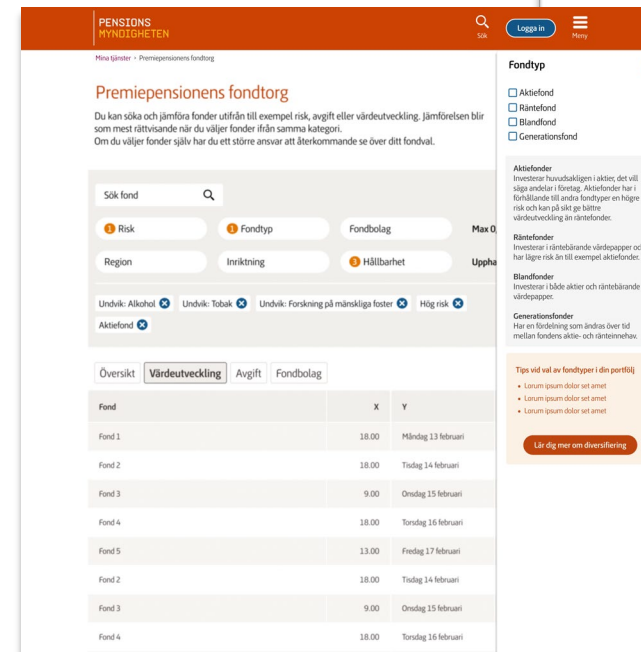 PENSIONS
MYNDIGHETEN
Sök
Logga in
Meny
Mina tjänster • Premiepensionens fondtorg
Premiepensionens fondtorg
Du kan söka och jämföra fonder utifrån till exempel risk, avgift eller värdeutveckling. Jämförelsen blir
som mest rättvisande när du väljer fonder ifrån samma kategori.
Om du väljer fonder själv har du ett större ansvar att återkommande se över ditt fondval.
Sök fond
1 Risk
1 Fondtyp
Fondbolag
Max 0,
Region
Inriktning
3 Hållbarhet
Uppha
Undvik: Alkohol
Undvik: Tobak
Undvik: Forskning på mänskliga foster
Hög risk
Aktiefond
Översikt
Värdeutveckling
Avgift
Fondbolag
Fond X Y
Fond 1 18.00 Måndag 13 februari
Fond 2 18.00 Tisdag 14 februari
Fond 3 9.00 Onsdag 15 februari
Fond 4 18.00 Torsdag 16 februari
Fond 5 13.00 Fredag 17 februari
Fond 2 18.00 Tisdag 14 februari
Fond 3 9.00 Onsdag 15 februari
Fond 4 18.00 Torsdag 16 februari
Fondtyp
Aktiefond
Räntefond
Blandfond
Generationsfond
Aktiefonder
Investerar huvudsakligen i aktier, det vill
säga andelar i företag. Aktiefonder har i
förhållande till andra fondtyper en högre
risk och kan på sikt ge bättre
värdeutveckling än räntefonder.
Räntefonder
Investerar i räntebärande värdepapper oc
har lägre risk än till exempel aktiefonder.
Blandfonder
Investerar i både aktier och räntebärande
värdepapper.
Generationsfonder
Har en fördelning som ändras över tid
mellan fondens aktie- och ränteinnehav.
Tips vid val av fondtyper i din portfölj
• Lorum ipsum dolor set amet
• Lorum ipsum dolor set amet
• Lorum ipsum dolor set amet
Lär dig mer om diversifiering